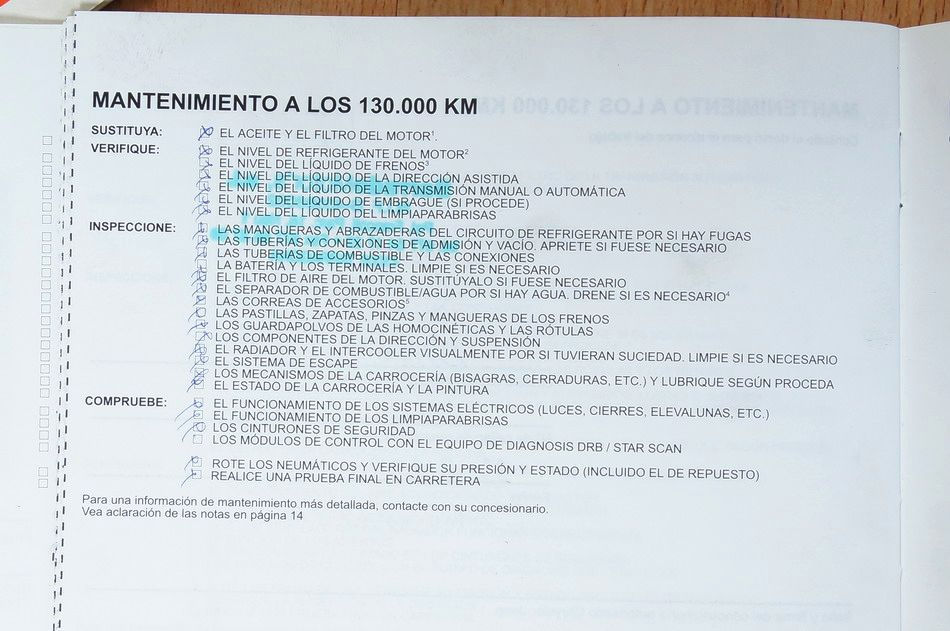 MANTENIMIENTO A LOS 130.000 KM
SUSTITUYA: EL ACEITE Y EL FILTRO DEL MOTOR¹.
VERIFIQUE: EL NIVEL DE REFRIGERANTE DEL MOTOR²
EL NIVEL DEL LÍQUIDO DE FRENOS³
EL NIVEL DEL LÍQUIDO DE LA DIRECCIÓN ASISTIDA
EL NIVEL DEL LÍQUIDO DE LA TRANSMISIÓN MANUAL O AUTOMÁTICA
EL NIVEL DEL LÍQUIDO DE EMBRAGUE (SI PROCEDE)
EL NIVEL DEL LÍQUIDO DEL LIMPIAPARABRISAS
INSPECCIONE: LAS MANGUERAS Y ABRAZADERAS DEL CIRCUITO DE REFRIGERANTE POR SI HAY FUGAS
LAS TUBERÍAS Y CONEXIONES DE ADMISIÓN Y VACÍO. APRIETE SI FUESE NECESARIO
LAS TUBERÍAS DE COMBUSTIBLE Y LAS CONEXIONES
LA BATERÍA Y LOS TERMINALES. LIMPIE SI ES NECESARIO
EL FILTRO DE AIRE DEL MOTOR. SUSTITÚYALO SI FUESE NECESARIO
EL SEPARADOR DE COMBUSTIBLE/AGUA POR SI HAY AGUA. DRENE SI ES NECESARIO⁴
LAS CORREAS DE ACCESORIOS⁵
LAS PASTILLAS, ZAPATAS, PINZAS Y MANGUERAS DE LOS FRENOS
LOS GUARDAPOLVOS DE LAS HOMOCINÉTICAS Y LAS RÓTULAS
LOS COMPONENTES DE LA DIRECCIÓN Y SUSPENSIÓN
EL RADIADOR Y EL INTERCOOLER VISUALMENTE POR SI TUVIERAN SUCIEDAD. LIMPIE SI ES NECESARIO
EL SISTEMA DE ESCAPE
LOS MECANISMOS DE LA CARROCERÍA (BISAGRAS, CERRADURAS, ETC.) Y LUBRIQUE SEGÚN PROCEDA
EL ESTADO DE LA CARROCERÍA Y LA PINTURA
COMPRUEBE: EL FUNCIONAMIENTO DE LOS SISTEMAS ELÉCTRICOS (LUCES, CIERRES, ELEVALUNAS, ETC.)
EL FUNCIONAMIENTO DE LOS LIMPIAPARABRISAS
LOS CINTURONES DE SEGURIDAD
LOS MÓDULOS DE CONTROL CON EL EQUIPO DE DIAGNOSIS DRB / STAR SCAN
ROTE LOS NEUMÁTICOS Y VERIFIQUE SU PRESIÓN Y ESTADO (INCLUIDO EL DE REPUESTO)
REALICE UNA PRUEBA FINAL EN CARRETERA
Para una información de mantenimiento más detallada, contacte con su concesionario.
Vea aclaración de las notas en página 14